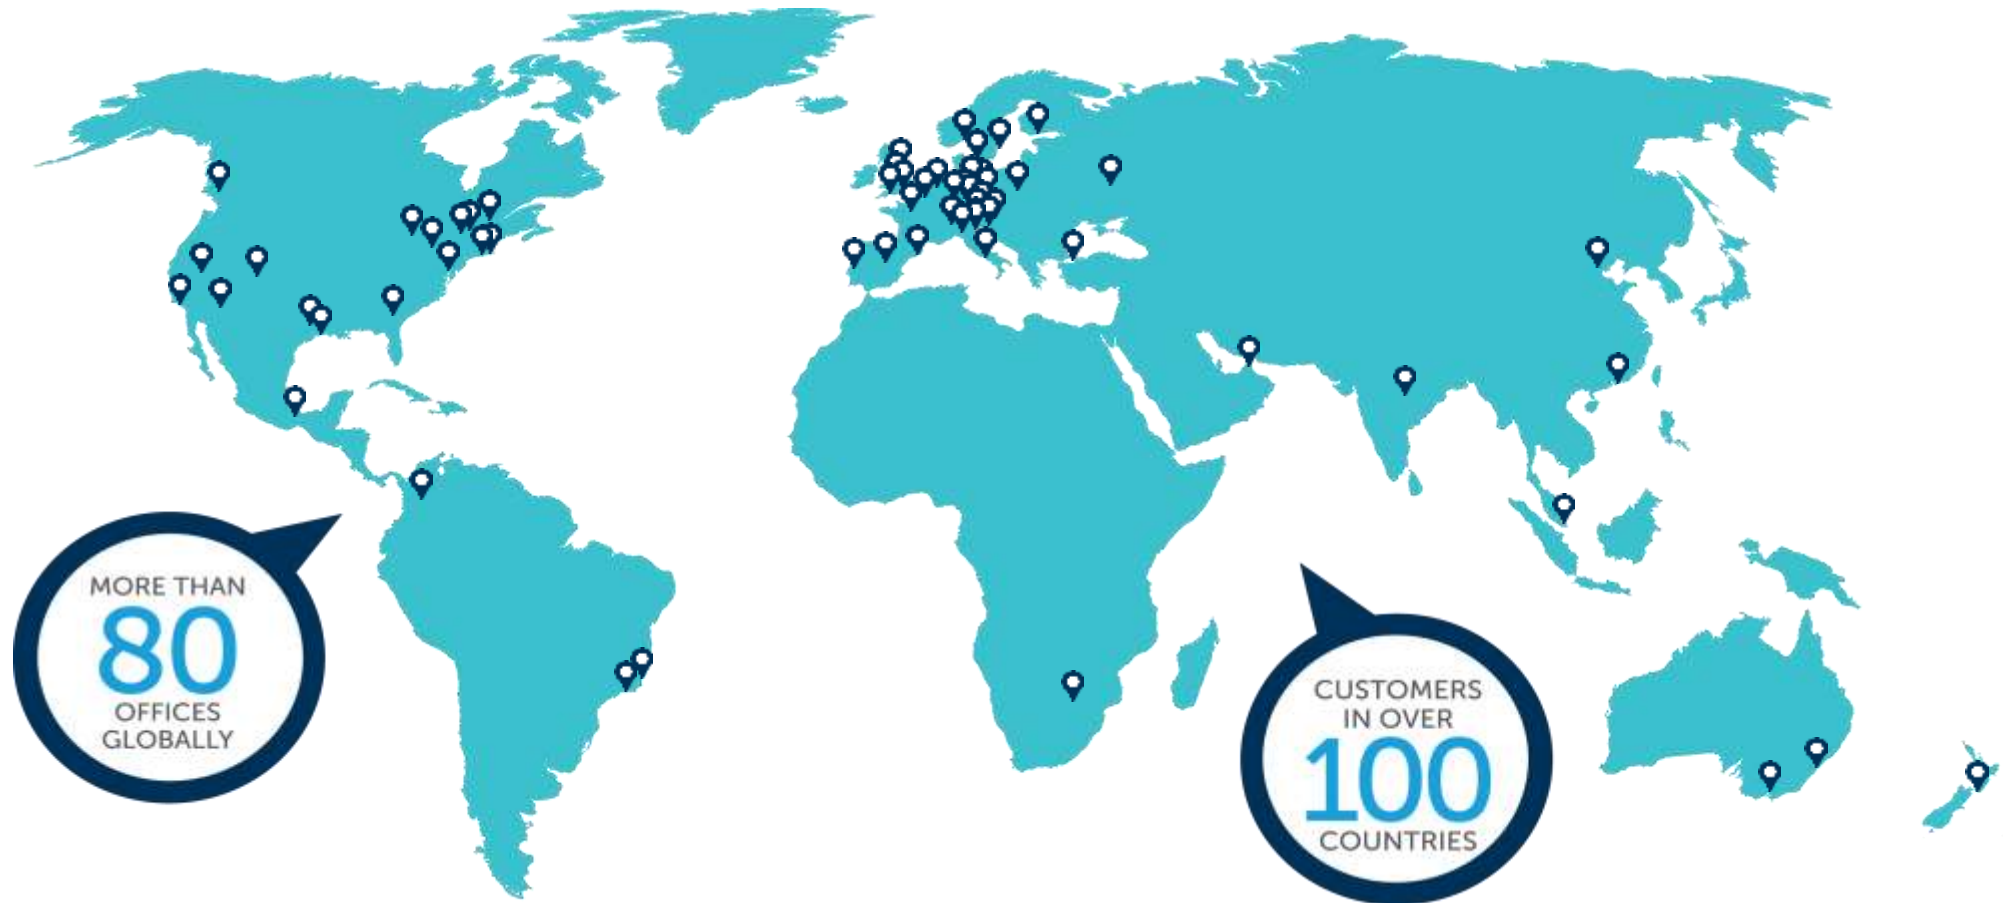 MORE THAN
80
OFFICES
GLOBALLY
CUSTOMERS
IN OVER
100
COUNTRIES